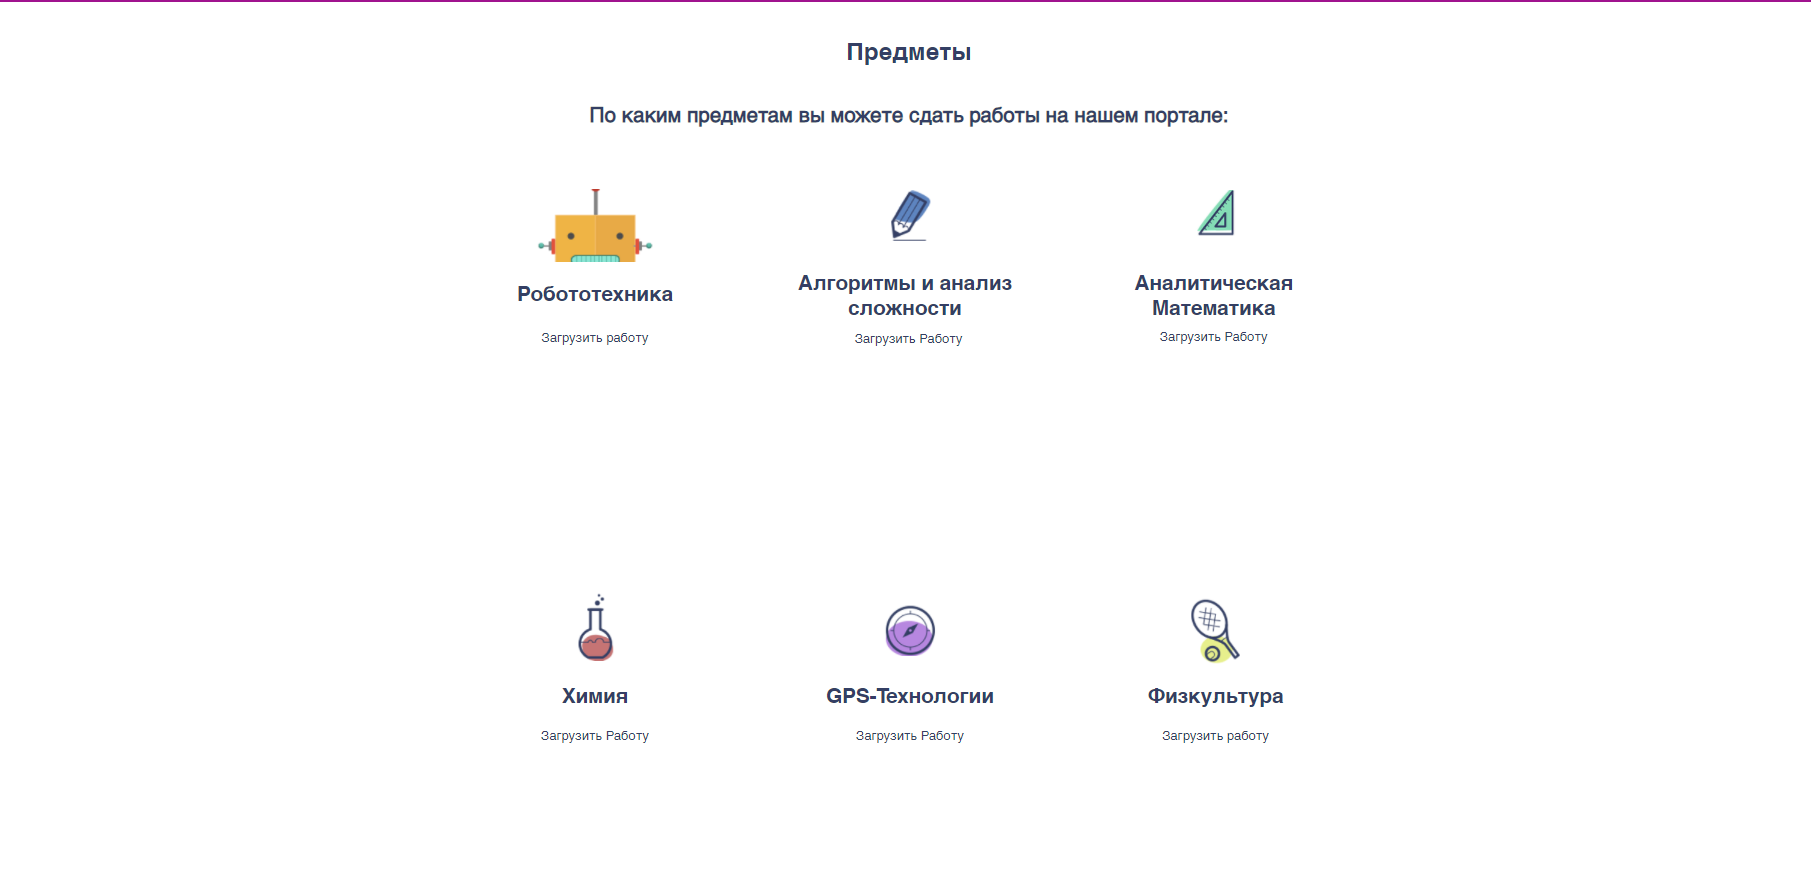 Предметы
По каким предметам вы можете сдать работы на нашем портале:
Робототехника
Загрузить работу
Алгоритмы и анализ
сложности
Загрузить Работу
Аналитическая
Математика
Загрузить Работу
Химия
Загрузить Работу
GPS-Технологии
Загрузить Работу
Физкультура
Загрузить работу